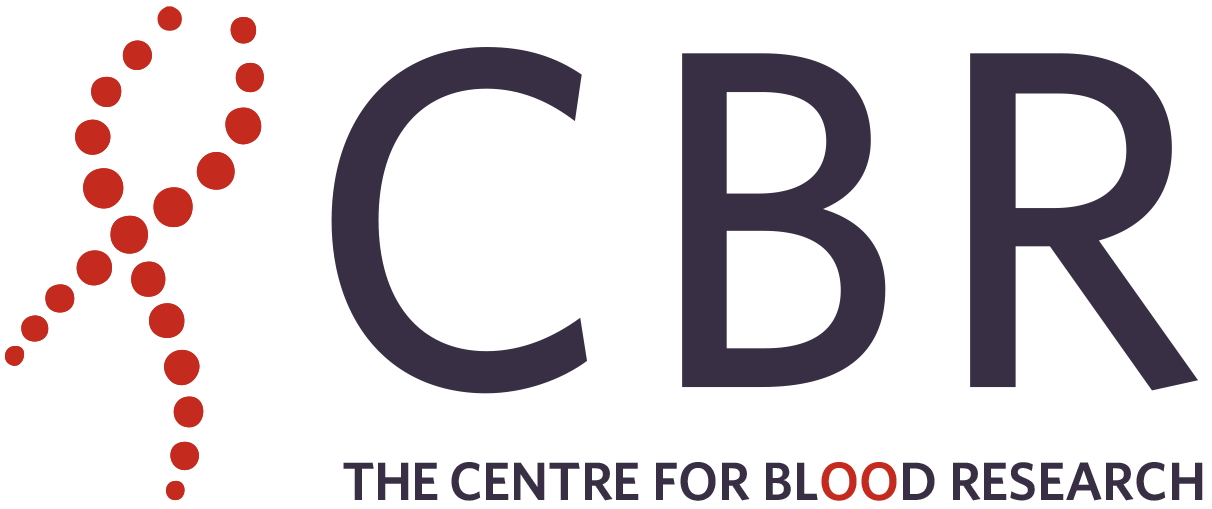 CBR
THE CENTRE FOR BLOOD RESEARCH